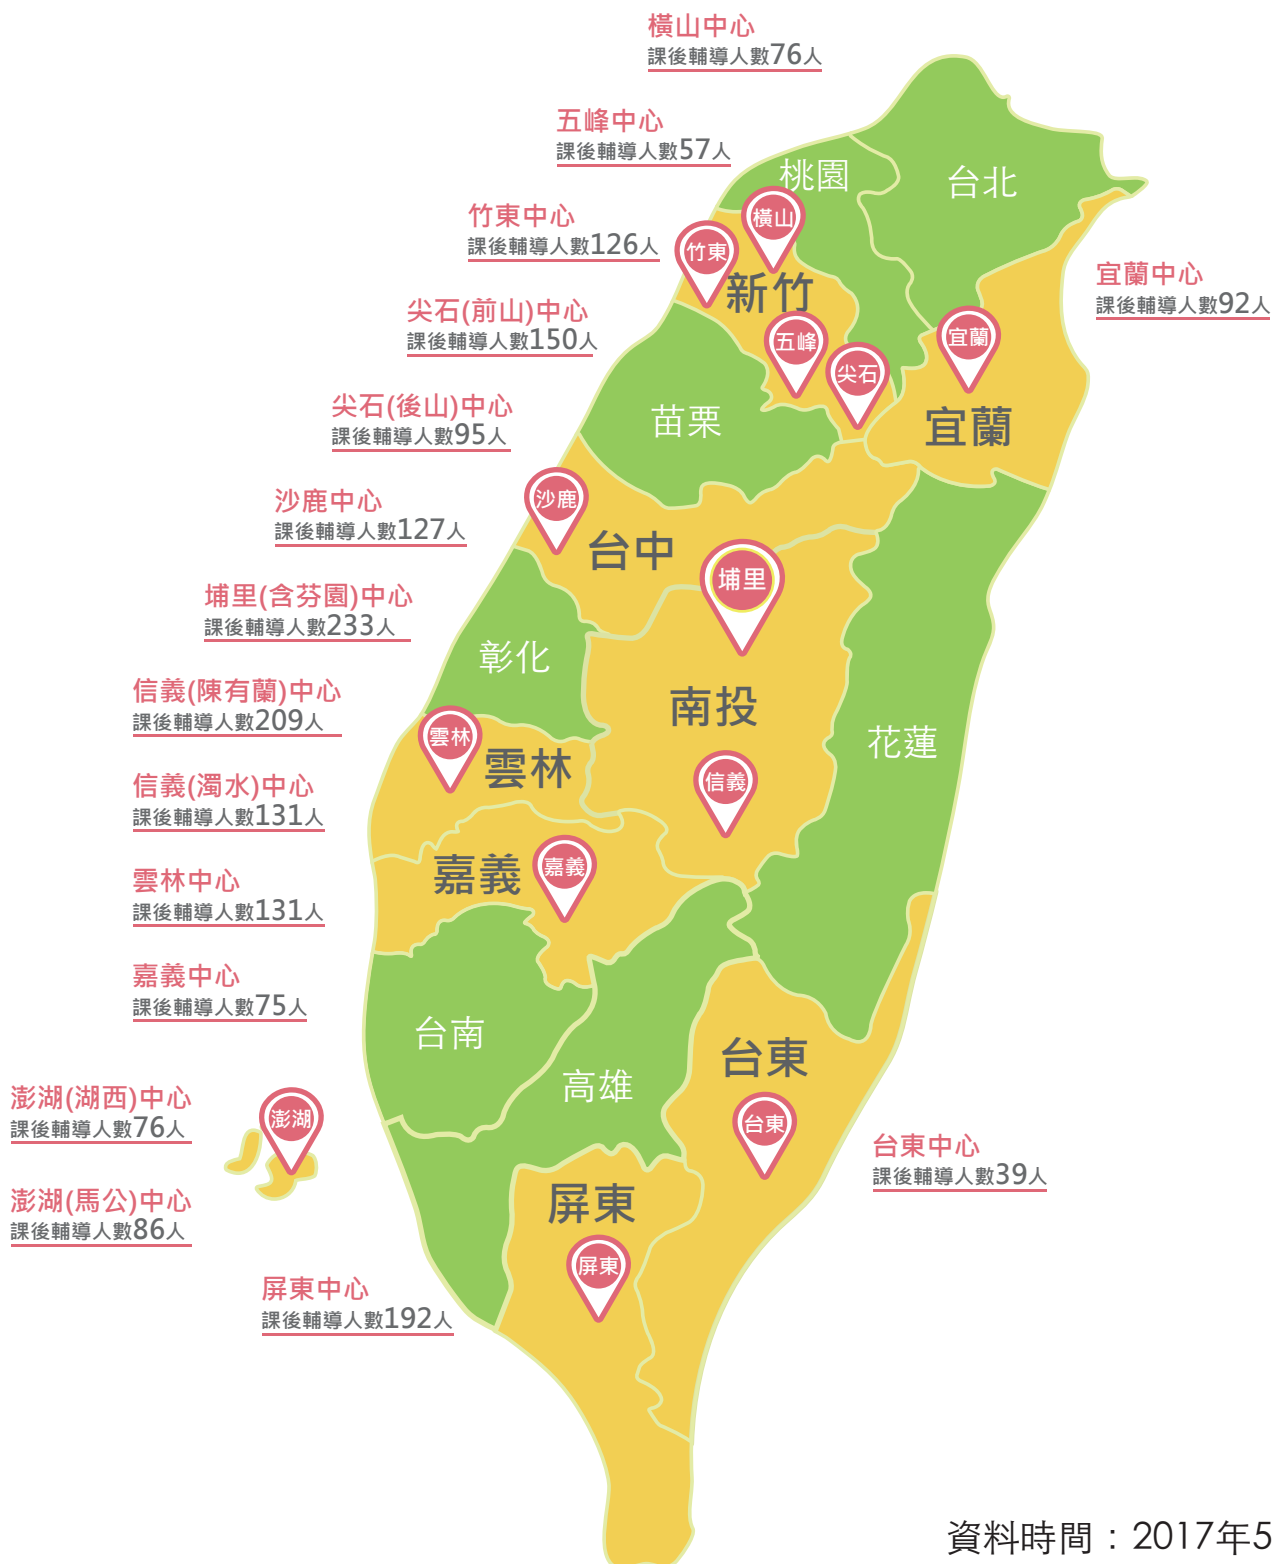 橫山中心
課後輔導人數76人
五峰中心
課後輔導人數57人
竹東中心
課後輔導人數126人
尖石(前山)中心
課後輔導人數150人
尖石(後山)中心
課後輔導人數95人
沙鹿中心
課後輔導人數127人
埔里(含芬園)中心
課後輔導人數233人
信義(陳有蘭)中心
課後輔導人數209人
信義(濁水)中心
課後輔導人數131人
雲林中心
課後輔導人數131人
嘉義中心
課後輔導人數75人
澎湖(湖西)中心
課後輔導人數76人
澎湖(馬公)中心
課後輔導人數86人
屏東中心
課後輔導人數192人
宜蘭中心
課後輔導人數92人
台東中心
課後輔導人數39人
桃園
台北
橫山
竹東
新竹
五峰
尖石
宜蘭
宜蘭
苗栗
沙鹿
台中
埔里
彰化
南投
花蓮
雲林
雲林
信義
嘉義
嘉義
台南
高雄
台東
台東
澎湖
屏東
屏東
資料時間：2017年5